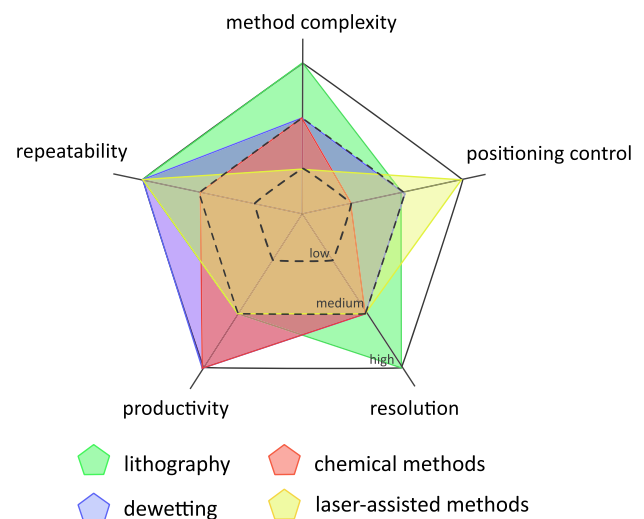 method complexity
repeatability
positioning control
low
medium
high
productivity
resolution
lithography
chemical methods
dewetting
laser-assisted methods